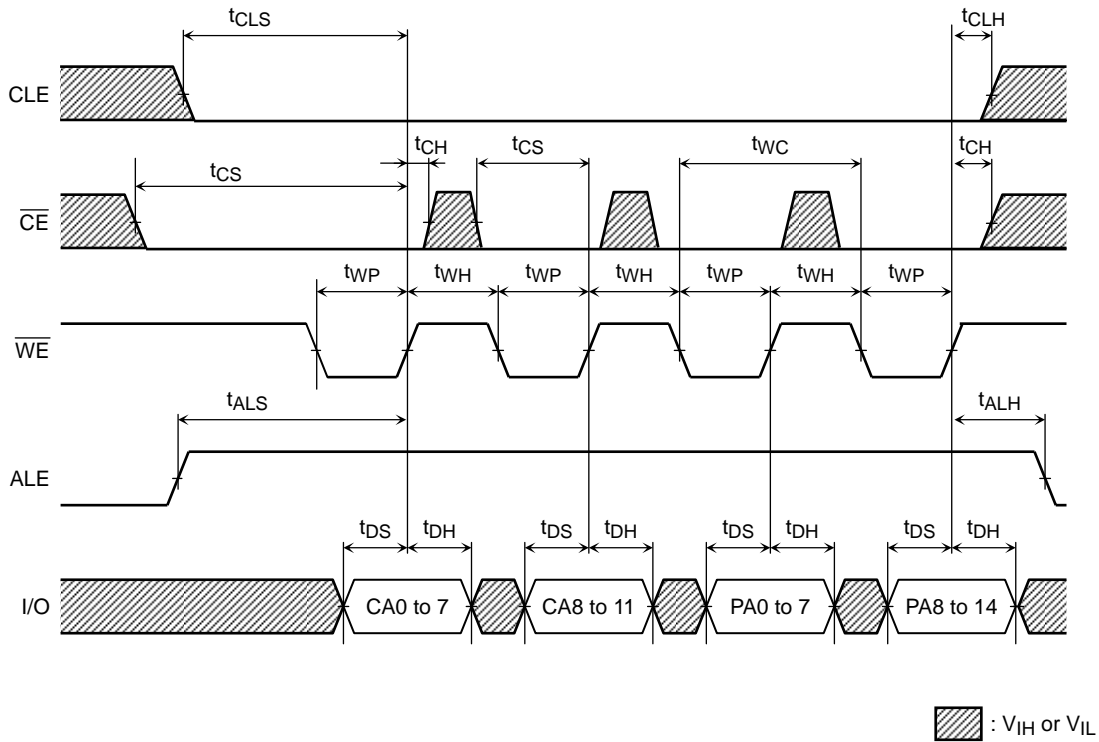 tCLS tCLH
CLE
tCH tCS tWC tCH
tCS
CE
tWP tWH tWP tWH tWP tWH tWP
WE
tALS tALH
ALE
tDS tDH tDS tDH tDS tDH tDS tDH
I/O CA0 to 7 CA8 to 11 PA0 to 7 PA8 to 14
: VIH or VIL